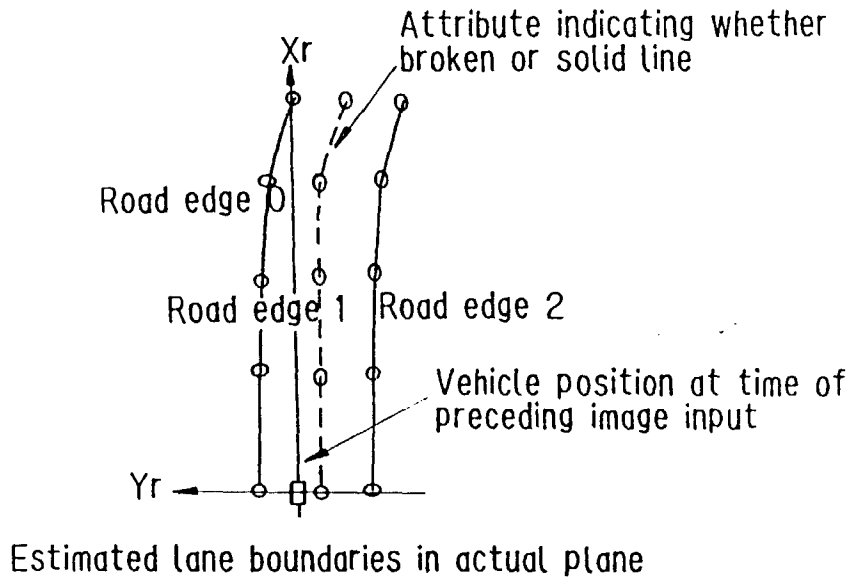 Attribute indicating whether
broken or solid line
Xr
Road edge 0
Road edge 1
Road edge 2
Vehicle position at time of
preceding image input
Yr
Estimated lane boundaries in actual plane